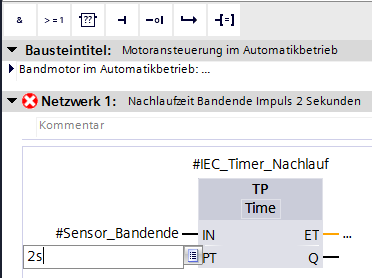 & >=1 ??
Bausteintitel: Motoransteuerung im Automatikbetrieb
Bandmotor im Automatikbetrieb: ...
Netzwerk 1: Nachlaufzeit Bandende Impuls 2 Sekunden
Kommentar
#IEC_Timer_Nachlauf
TP
Time
#Sensor_Bandende IN ET ...
2s PT Q